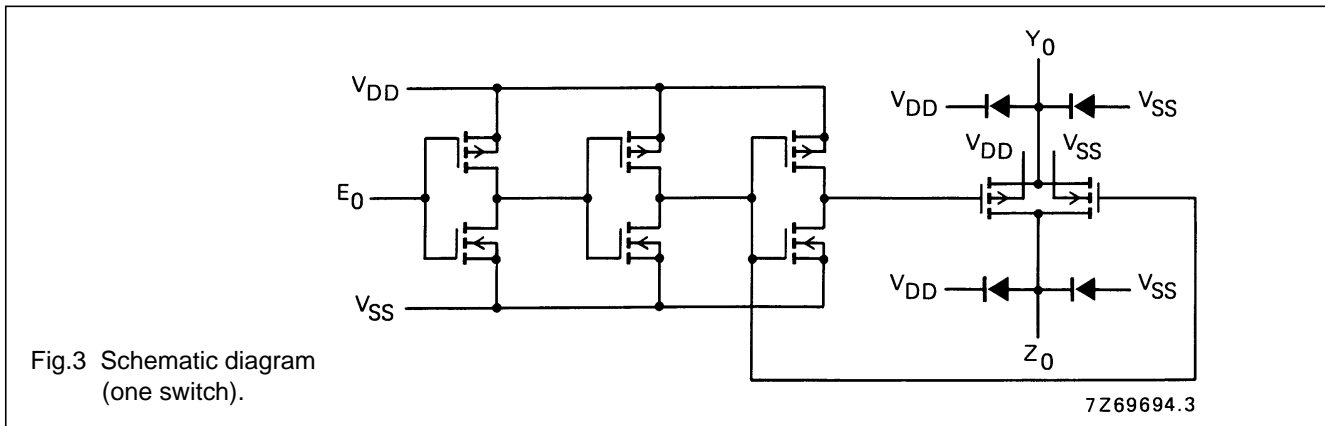 Y0
VDD
VDD
VSS
VDD
VSS
E0
VSS
VDD
VSS
Z0
Fig.3 Schematic diagram
(one switch).
7Z69694.3